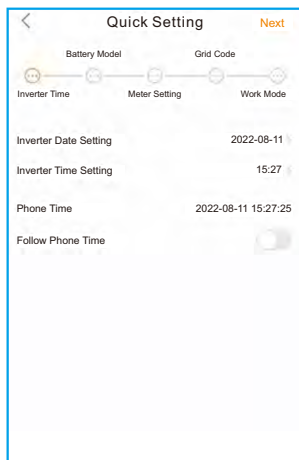 Quick Setting Next
Battery Model Grid Code
Inverter Time Meter Setting Work Mode
Inverter Date Setting 2022-08-11
Inverter Time Setting 15:27
Phone Time 2022-08-11 15:27:25
Follow Phone Time